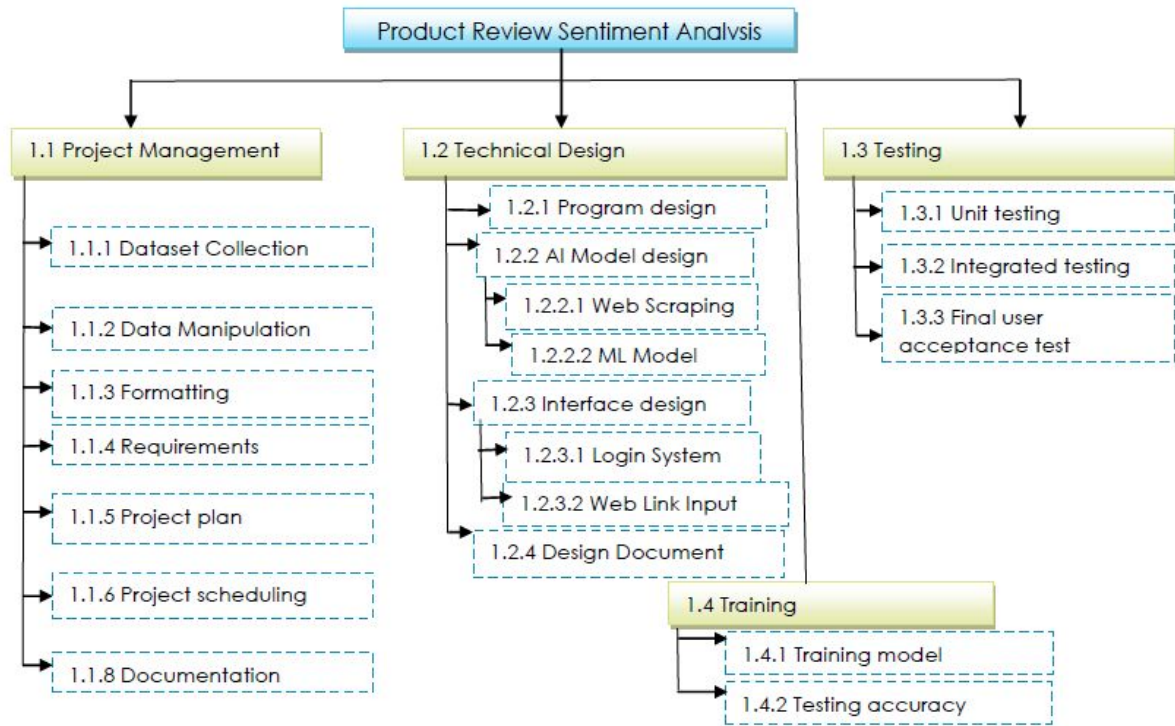 Product Review Sentiment Analysis
1.1 Project Management
1.1.1 Dataset Collection
1.1.2 Data Manipulation
1.1.3 Formatting
1.1.4 Requirements
1.1.5 Project plan
1.1.6 Project scheduling
1.1.8 Documentation
1.2 Technical Design
1.2.1 Program design
1.2.2 AI Model design
1.2.2.1 Web Scraping
1.2.2.2 ML Model
1.2.3 Interface design
1.2.3.1 Login System
1.2.3.2 Web Link Input
1.2.4 Design Document
1.3 Testing
1.3.1 Unit testing
1.3.2 Integrated testing
1.3.3 Final user
acceptance test
1.4 Training
1.4.1 Training model
1.4.2 Testing accuracy